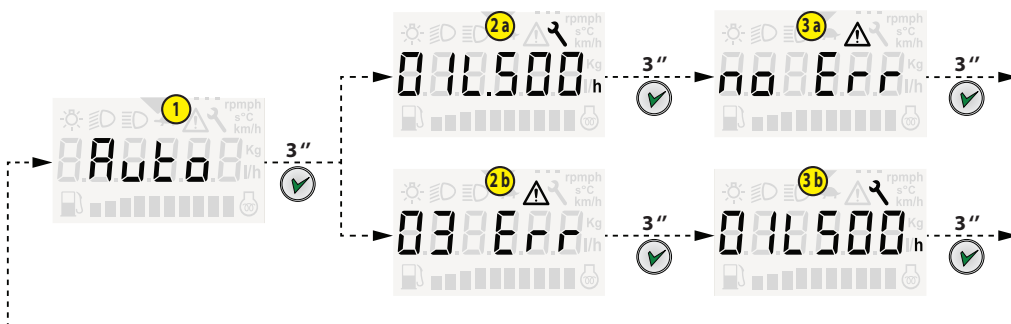 2a
rpmph
s°C
km/h
01L.500 Kg
l/h
3″
3a
rpmph
s°C
km/h
no Err Kg
l/h
3″
1
rpmph
s°C
km/h
Auto Kg
l/h
3″
2b
rpmph
s°C
km/h
03 Err Kg
l/h
3″
3b
rpmph
s°C
km/h
01L500 Kg
h
3″